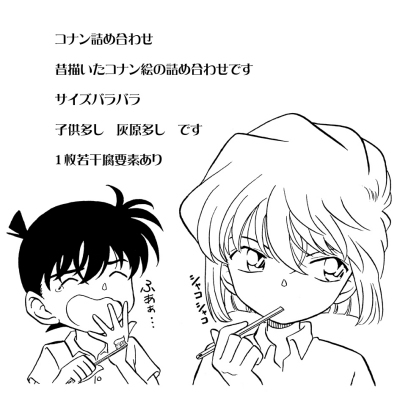 コナン詰め合わせ
昔描いたコナン絵の詰め合わせです
サイズバラバラ
子供多し　灰原多し　です
1枚若干腐要素あり
ふあぁ…
シャコ
シャコ